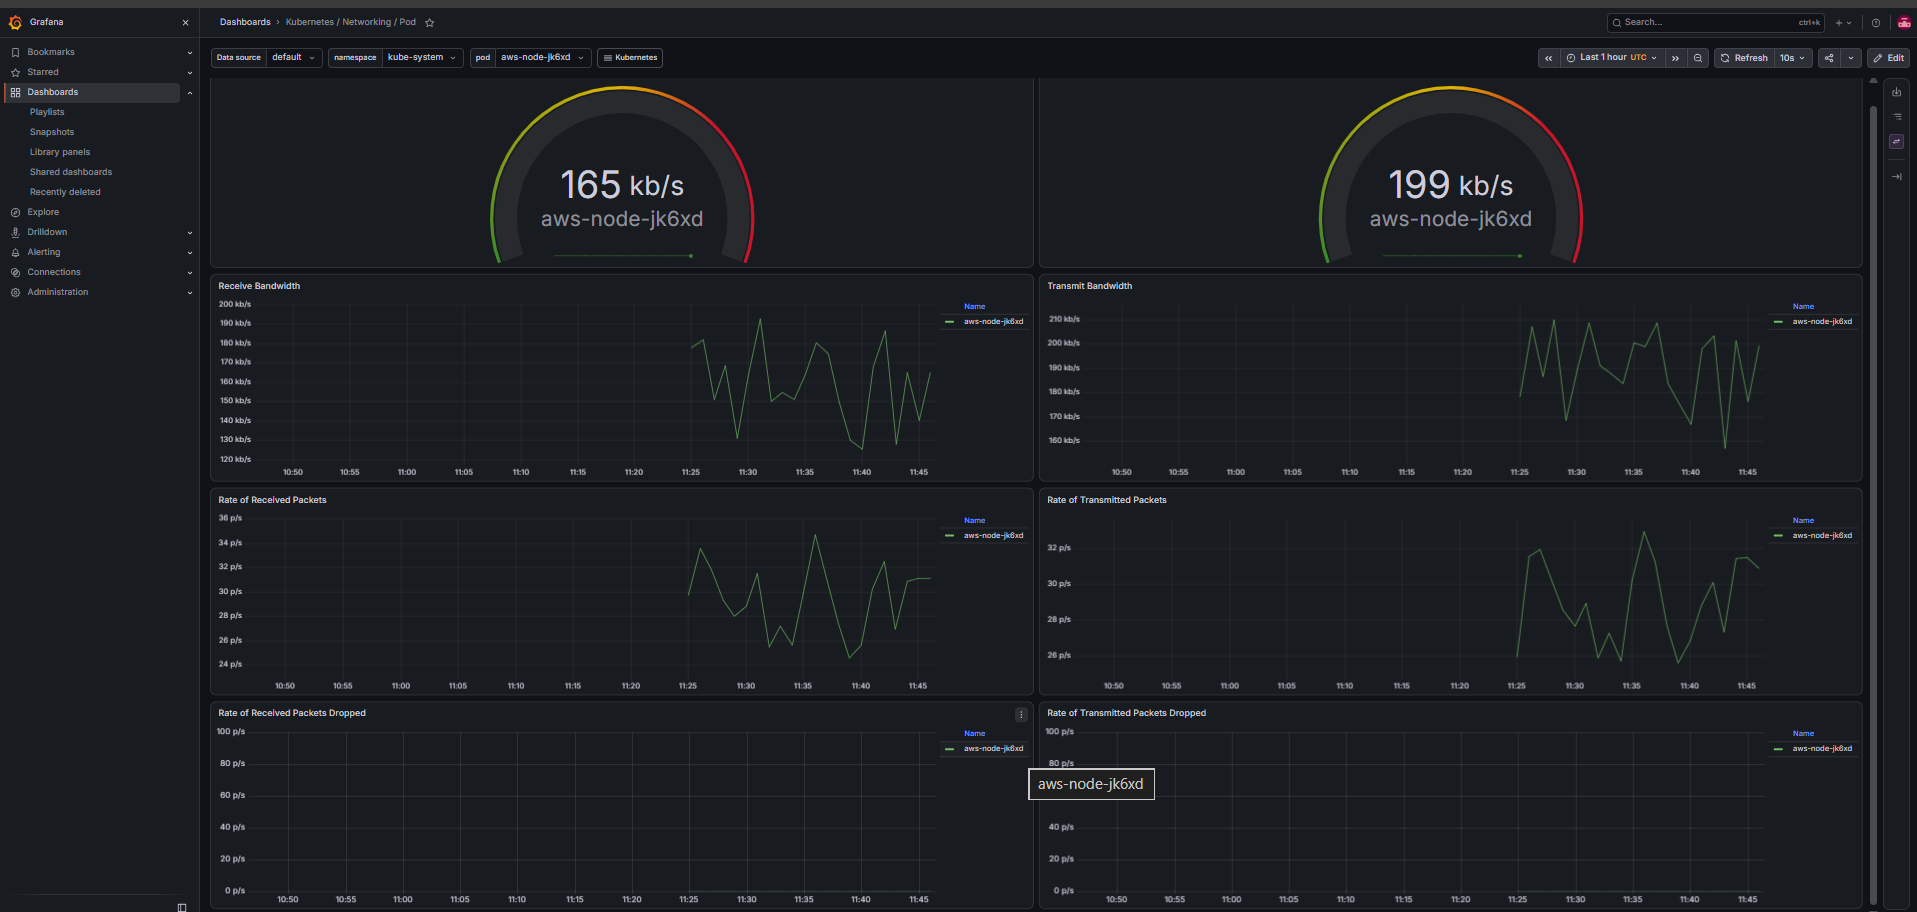 Grafana
Dashboards › Kubernetes / Networking / Pod
Search...
ctrl+k
Bookmarks
Starred
Dashboards
Playlists
Snapshots
Library panels
Shared dashboards
Recently deleted
Explore
Drilldown
Alerting
Connections
Administration
Data source default
namespace kube-system
pod aws-node-jk6xd
Kubernetes
Last 1 hour UTC
Refresh 10s
Edit
165 kb/s
aws-node-jk6xd
199 kb/s
aws-node-jk6xd
Receive Bandwidth
200 kb/s
190 kb/s
180 kb/s
170 kb/s
160 kb/s
150 kb/s
140 kb/s
130 kb/s
120 kb/s
10:50 10:55 11:00 11:05 11:10 11:15 11:20 11:25 11:30 11:35 11:40 11:45
Name
aws-node-jk6xd
Transmit Bandwidth
210 kb/s
200 kb/s
190 kb/s
180 kb/s
170 kb/s
160 kb/s
10:50 10:55 11:00 11:05 11:10 11:15 11:20 11:25 11:30 11:35 11:40 11:45
Name
aws-node-jk6xd
Rate of Received Packets
36 p/s
34 p/s
32 p/s
30 p/s
28 p/s
26 p/s
24 p/s
10:50 10:55 11:00 11:05 11:10 11:15 11:20 11:25 11:30 11:35 11:40 11:45
Name
aws-node-jk6xd
Rate of Transmitted Packets
32 p/s
30 p/s
28 p/s
26 p/s
10:50 10:55 11:00 11:05 11:10 11:15 11:20 11:25 11:30 11:35 11:40 11:45
Name
aws-node-jk6xd
Rate of Received Packets Dropped
100 p/s
80 p/s
60 p/s
40 p/s
20 p/s
0 p/s
10:50 10:55 11:00 11:05 11:10 11:15 11:20 11:25 11:30 11:35 11:40 11:45
Name
aws-node-jk6xd
Rate of Transmitted Packets Dropped
100 p/s
80 p/s
aws-node-jk6xd
40 p/s
20 p/s
0 p/s
10:50 10:55 11:00 11:05 11:10 11:15 11:20 11:25 11:30 11:35 11:40 11:45
Name
aws-node-jk6xd